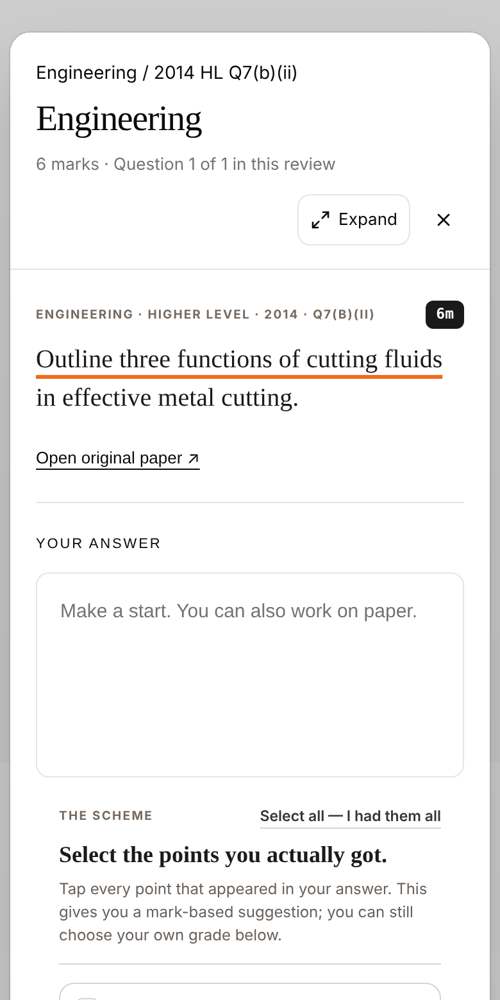 Engineering / 2014 HL Q7(b)(ii)
Engineering
6 marks · Question 1 of 1 in this review
Expand
ENGINEERING · HIGHER LEVEL · 2014 · Q7(B)(II)
6m
Outline three functions of cutting fluids
in effective metal cutting.
Open original paper ↗
YOUR ANSWER
Make a start. You can also work on paper.
THE SCHEME
Select all — I had them all
Select the points you actually got.
Tap every point that appeared in your answer. This
gives you a mark-based suggestion; you can still
choose your own grade below.